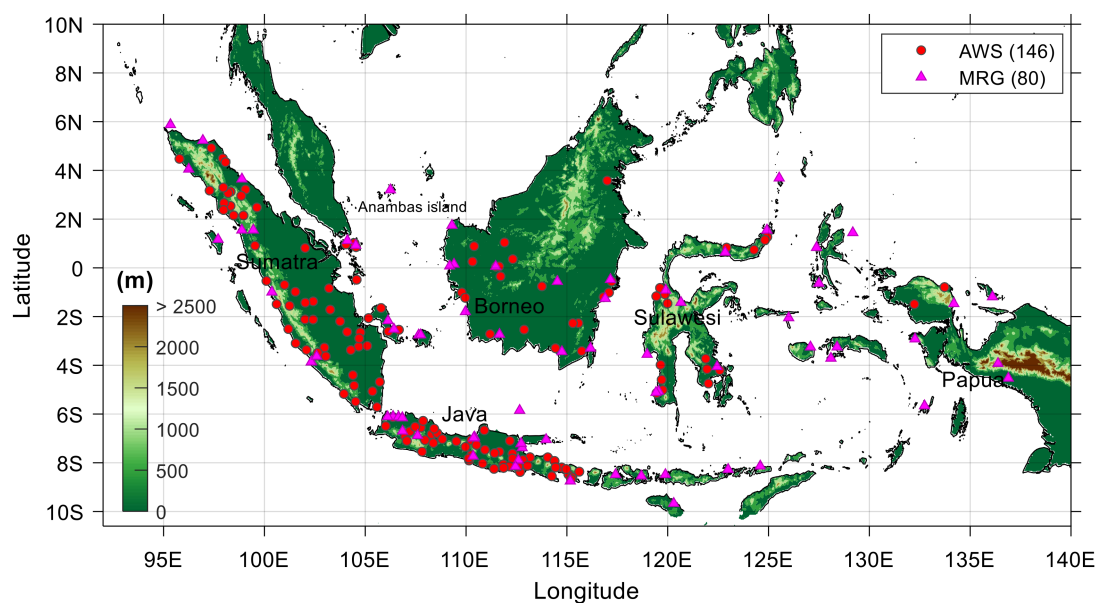 10N
8N
6N
4N
2N
0
2S
4S
6S
8S
10S
Latitude
AWS (146)
MRG (80)
Anambas island
Sumatra
Borneo
Sulawesi
Papua
Java
(m)
> 2500
2000
1500
1000
500
0
95E 100E 105E 110E 115E 120E 125E 130E 135E 140E
Longitude